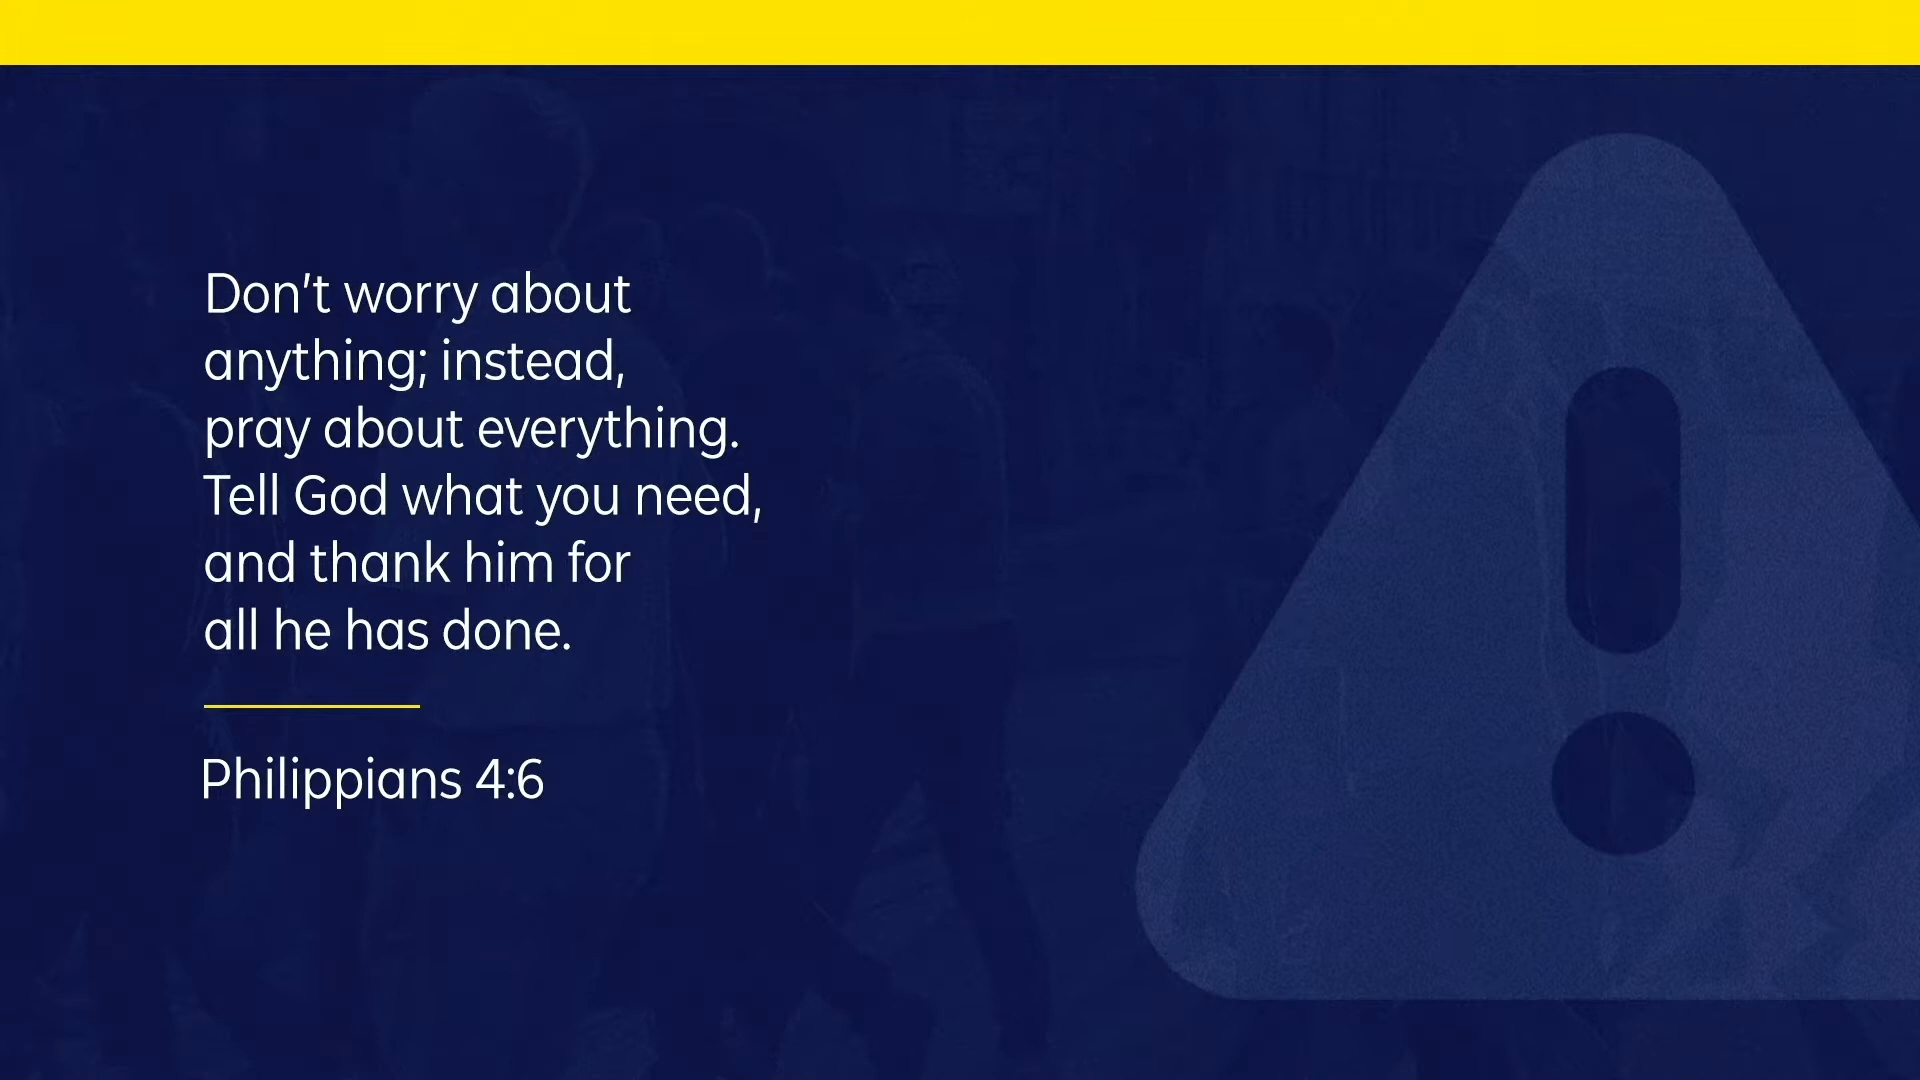 Don’t worry about
anything; instead,
pray about everything.
Tell God what you need,
and thank him for
all he has done.
Philippians 4:6